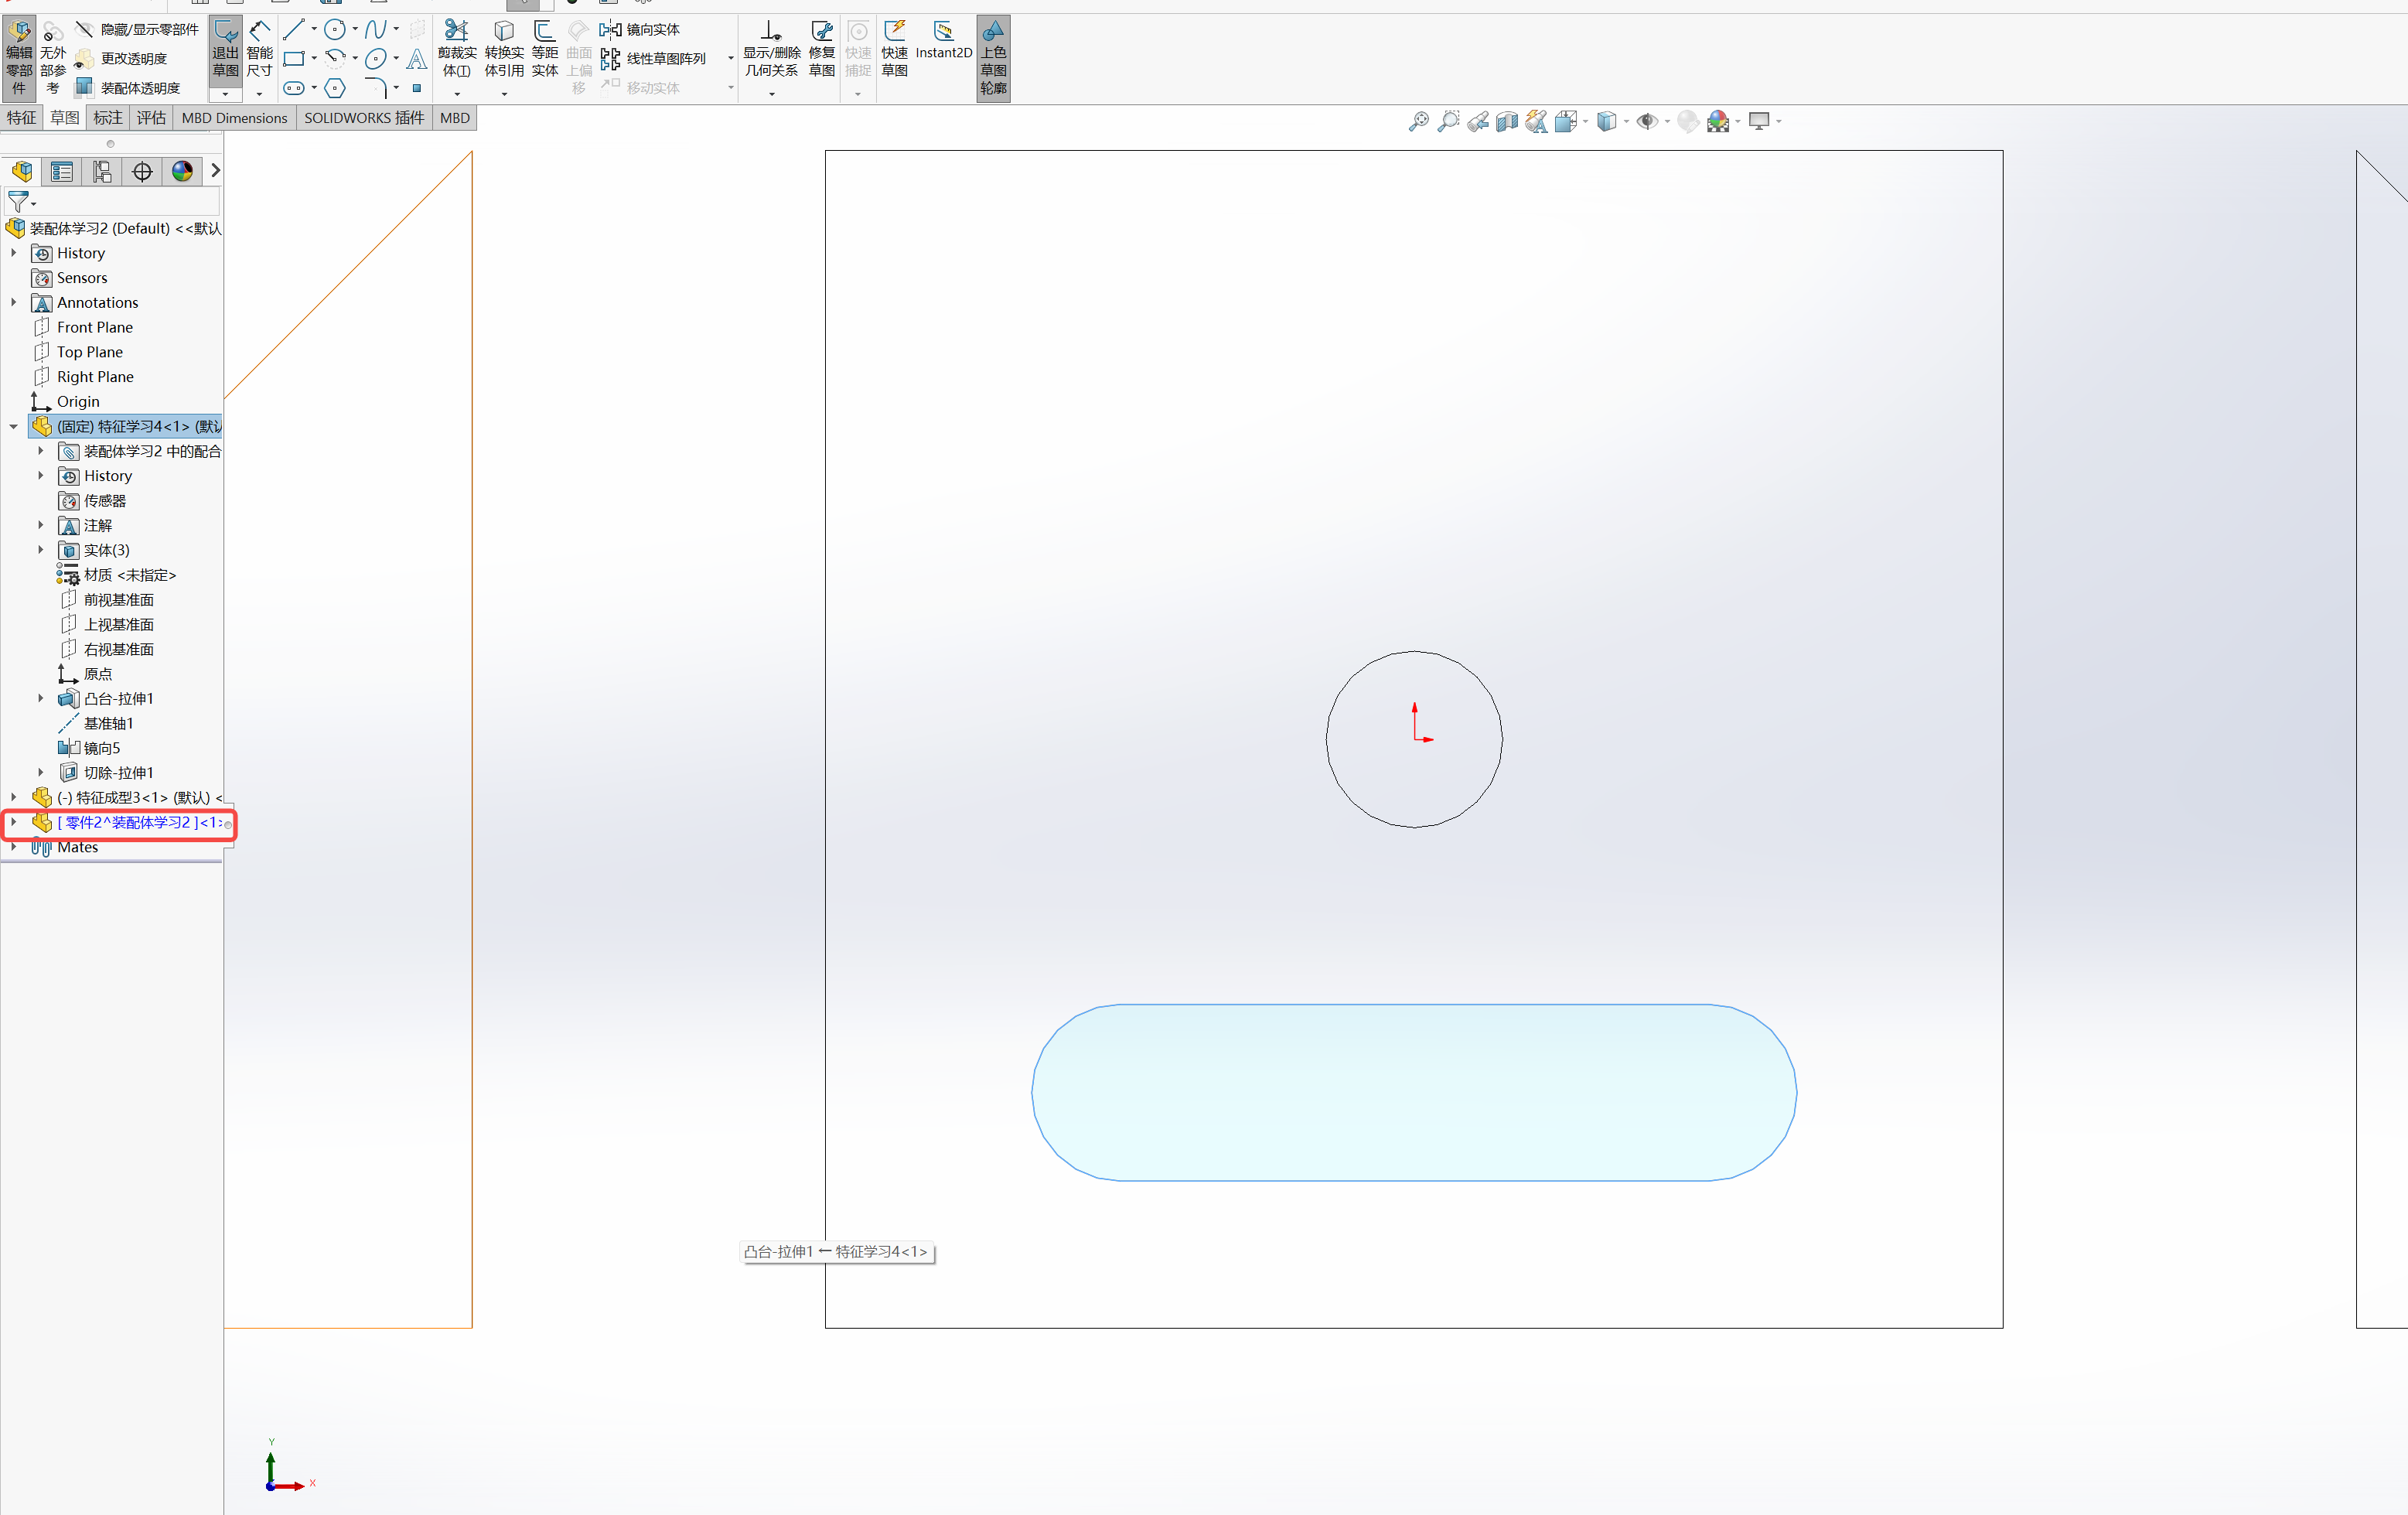 编辑零部件
无外部参考
隐藏/显示零部件
更改透明度
装配体透明度
退出草图
智能尺寸
剪裁实体(T)
转换实体引用
等距实体
曲面上偏移
镜向实体
线性草图阵列
移动实体
显示/删除几何关系
修复草图
快速捕捉
快速草图
Instant2D
上色草图轮廓
特征 草图 标注 评估 MBD Dimensions SOLIDWORKS 插件 MBD
装配体学习2 (Default) <<默认
History
Sensors
Annotations
Front Plane
Top Plane
Right Plane
Origin
(固定) 特征学习4<1> (默认
装配体学习2 中的配合
History
传感器
注解
实体(3)
材质 <未指定>
前视基准面
上视基准面
右视基准面
原点
凸台-拉伸1
基准轴1
镜向5
切除-拉伸1
(-) 特征成型3<1> (默认) <
[ 零件2^装配体学习2 ]<1>
Mates
凸台-拉伸1 ← 特征学习4<1>
Y
X